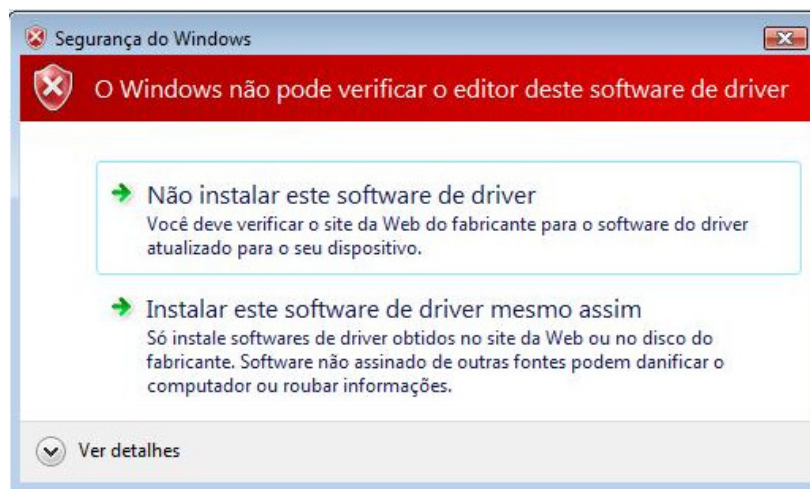 Segurança do Windows
O Windows não pode verificar o editor deste software de driver
Não instalar este software de driver
Você deve verificar o site da Web do fabricante para o software do driver
atualizado para o seu dispositivo.
Instalar este software de driver mesmo assim
Só instale softwares de driver obtidos no site da Web ou no disco do
fabricante. Software não assinado de outras fontes podem danificar o
computador ou roubar informações.
Ver detalhes